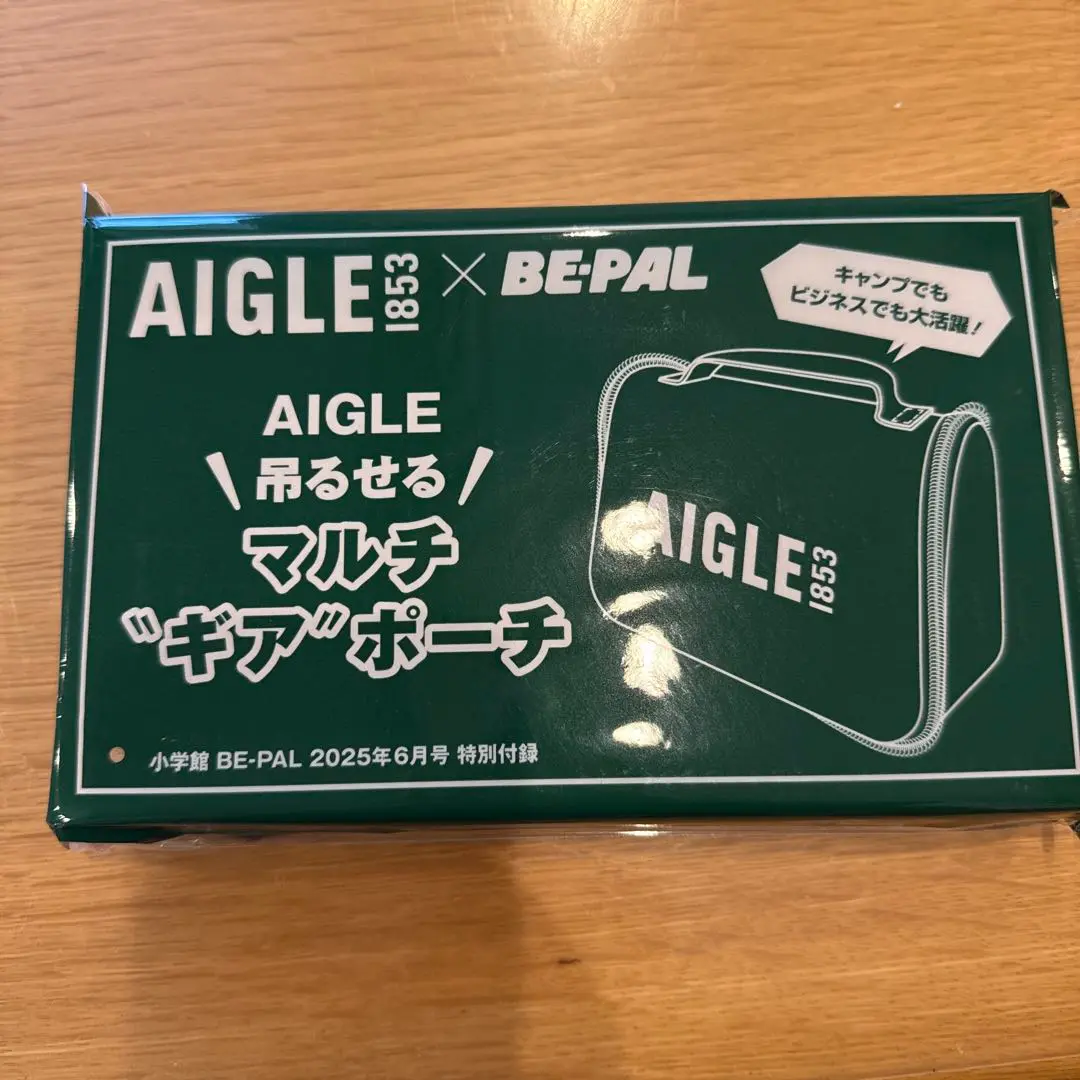 AIGLE 1853 × BE-PAL
キャンプでも
ビジネスでも大活躍!
AIGLE
\ 吊るせる /
マルチ
"ギア"ポーチ
AIGLE 1853
小学館 BE-PAL 2025年6月号 特別付録